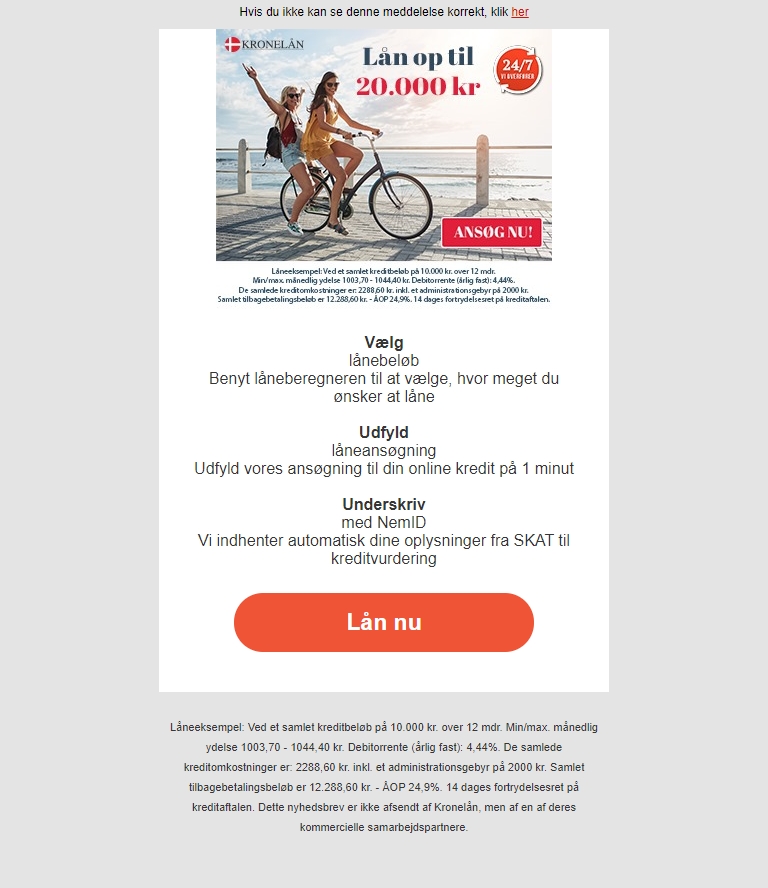 Hvis du ikke kan se denne meddelelse korrekt, klik her
KRONELÅN
Lån op til
20.000 kr
24/7
VI OVERFØRER
ANSØG NU!
Låneeksempel: Ved et samlet kreditbeløb på 10.000 kr. over 12 mdr.
Min/max. månedlig ydelse 1003,70 - 1044,40 kr. Debitorrente (årlig fast): 4,44%.
De samlede kreditomkostninger er: 2288,60 kr. inkl. et administrationsgebyr på 2000 kr.
Samlet tilbagebetalingsbeløb er 12.288,60 kr. - ÅOP 24,9%. 14 dages fortrydelsesret på kreditaftalen.
Vælg
lånebeløb
Benyt låneberegneren til at vælge, hvor meget du
ønsker at låne
Udfyld
låneansøgning
Udfyld vores ansøgning til din online kredit på 1 minut
Underskriv
med NemID
Vi indhenter automatisk dine oplysninger fra SKAT til
kreditvurdering
Lån nu
Låneeksempel: Ved et samlet kreditbeløb på 10.000 kr. over 12 mdr. Min/max. månedlig
ydelse 1003,70 - 1044,40 kr. Debitorrente (årlig fast): 4,44%. De samlede
kreditomkostninger er: 2288,60 kr. inkl. et administrationsgebyr på 2000 kr. Samlet
tilbagebetalingsbeløb er 12.288,60 kr. - ÅOP 24,9%. 14 dages fortrydelsesret på
kreditaftalen. Dette nyhedsbrev er ikke afsendt af Kronelån, men af en af deres
kommercielle samarbejdspartnere.